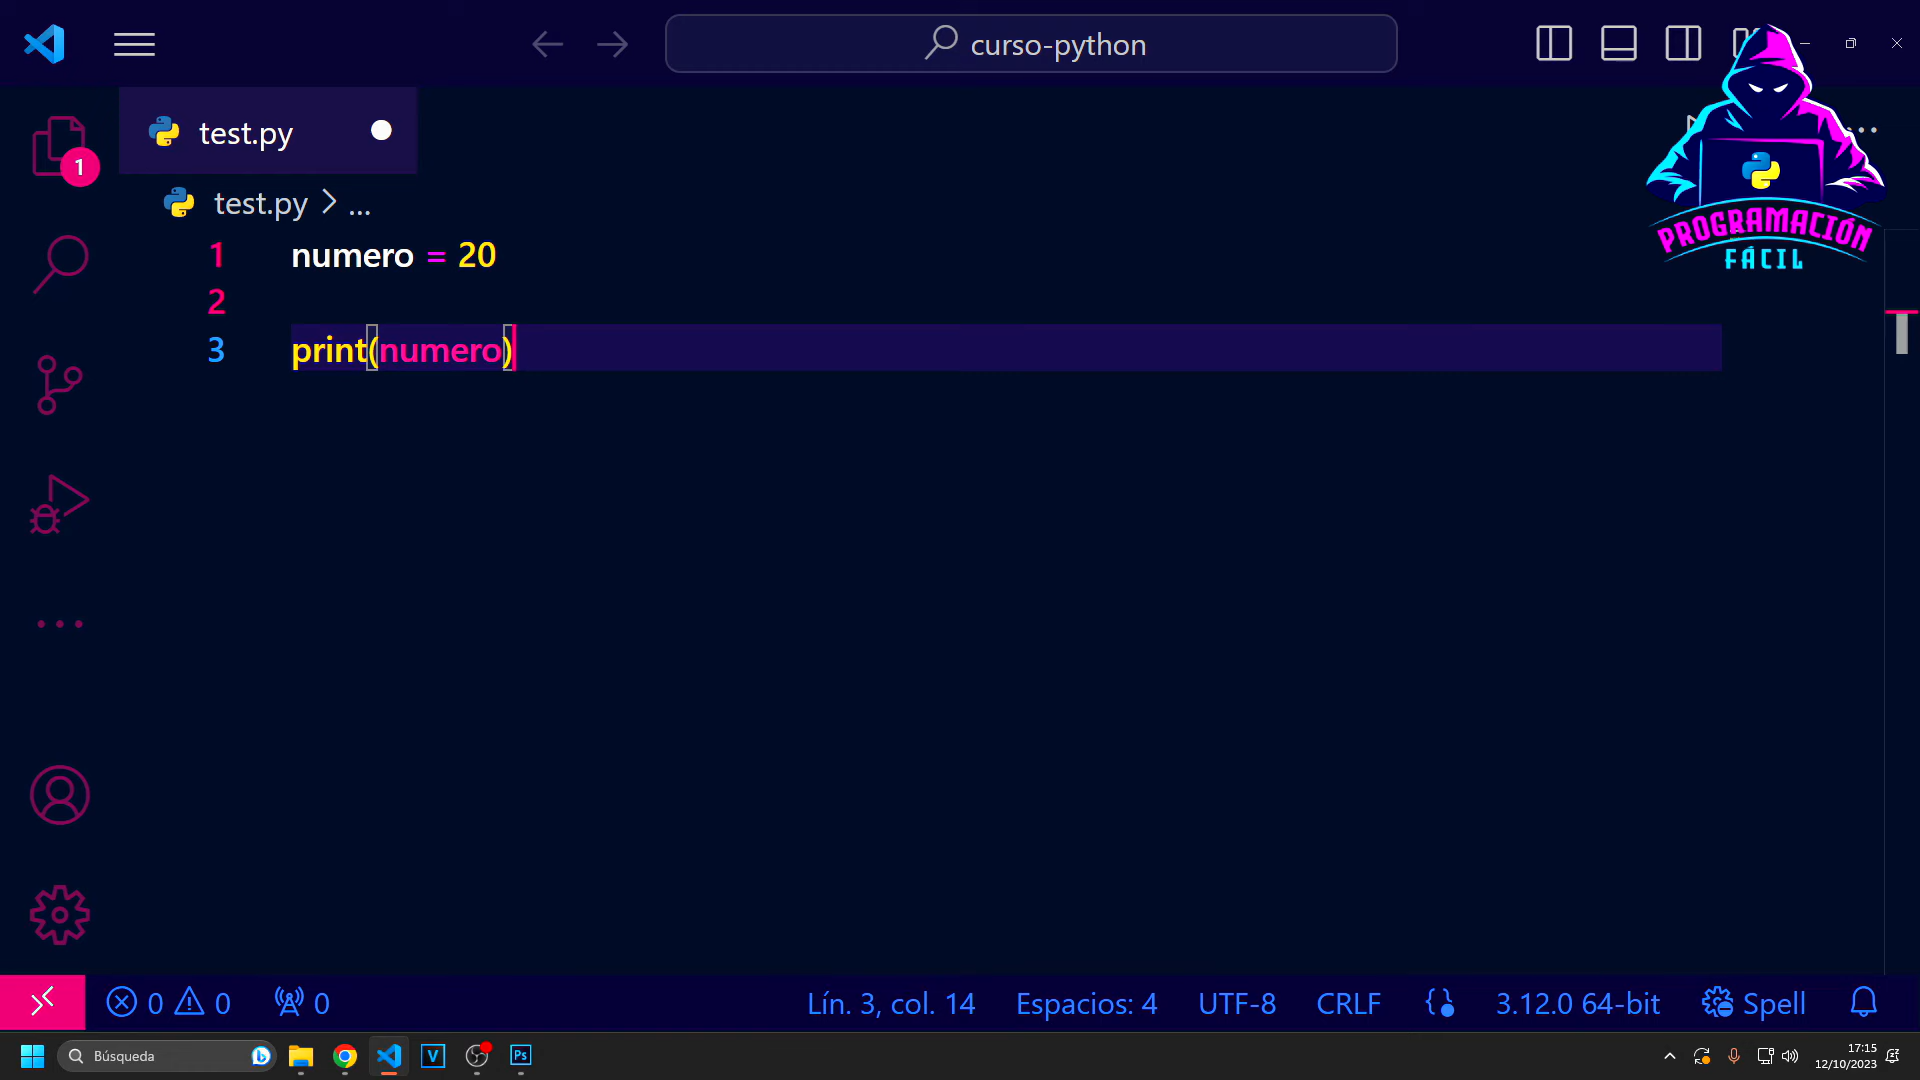 curso-python
test.py
1
test.py > ...
PROGRAMACIÓN
FÁCIL
1 numero = 20
2
3 print(numero)
0 0 0
Lín. 3, col. 14 Espacios: 4 UTF-8 CRLF 3.12.0 64-bit Spell
Búsqueda
V
Ps
17:15
12/10/2023